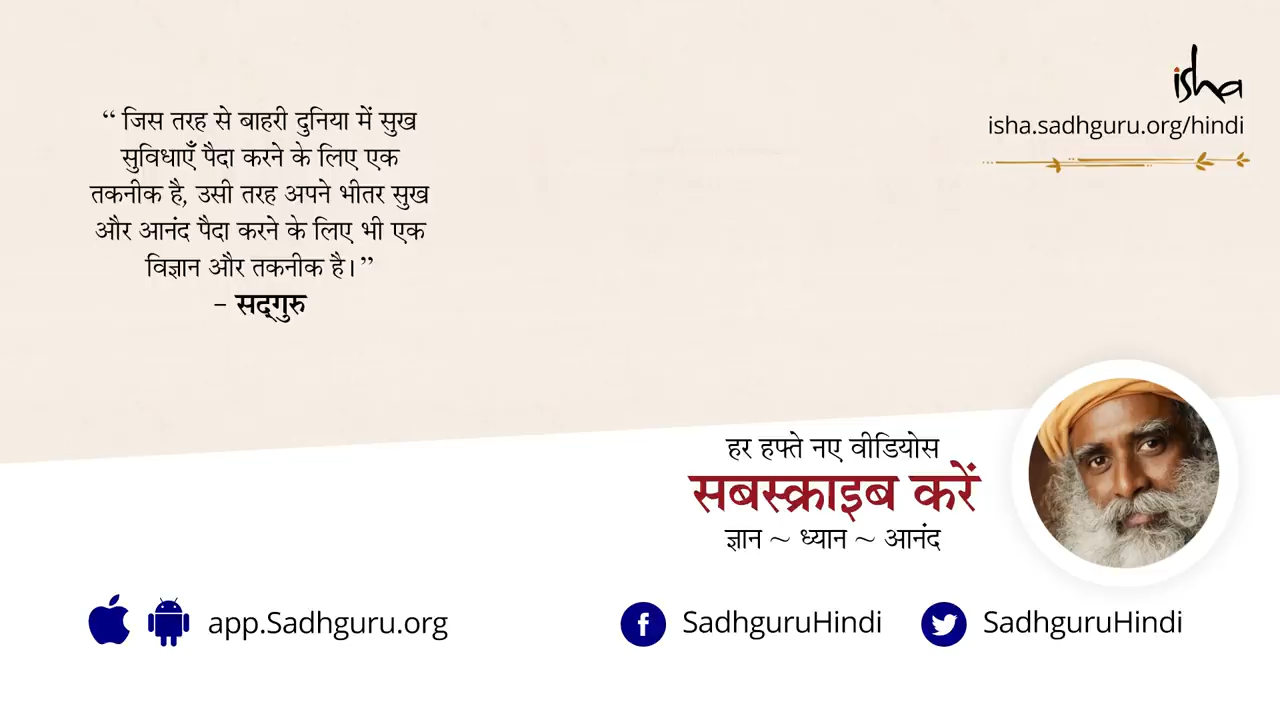 “ जिस तरह से बाहरी दुनिया में सुख
सुविधाएँ पैदा करने के लिए एक
तकनीक है, उसी तरह अपने भीतर सुख
और आनंद पैदा करने के लिए भी एक
विज्ञान और तकनीक है।”
- सद्गुरु
isha
isha.sadhguru.org/hindi
हर हफ्ते नए वीडियोस
सबस्क्राइब करें
ज्ञान ~ ध्यान ~ आनंद
app.Sadhguru.org
SadhguruHindi
SadhguruHindi